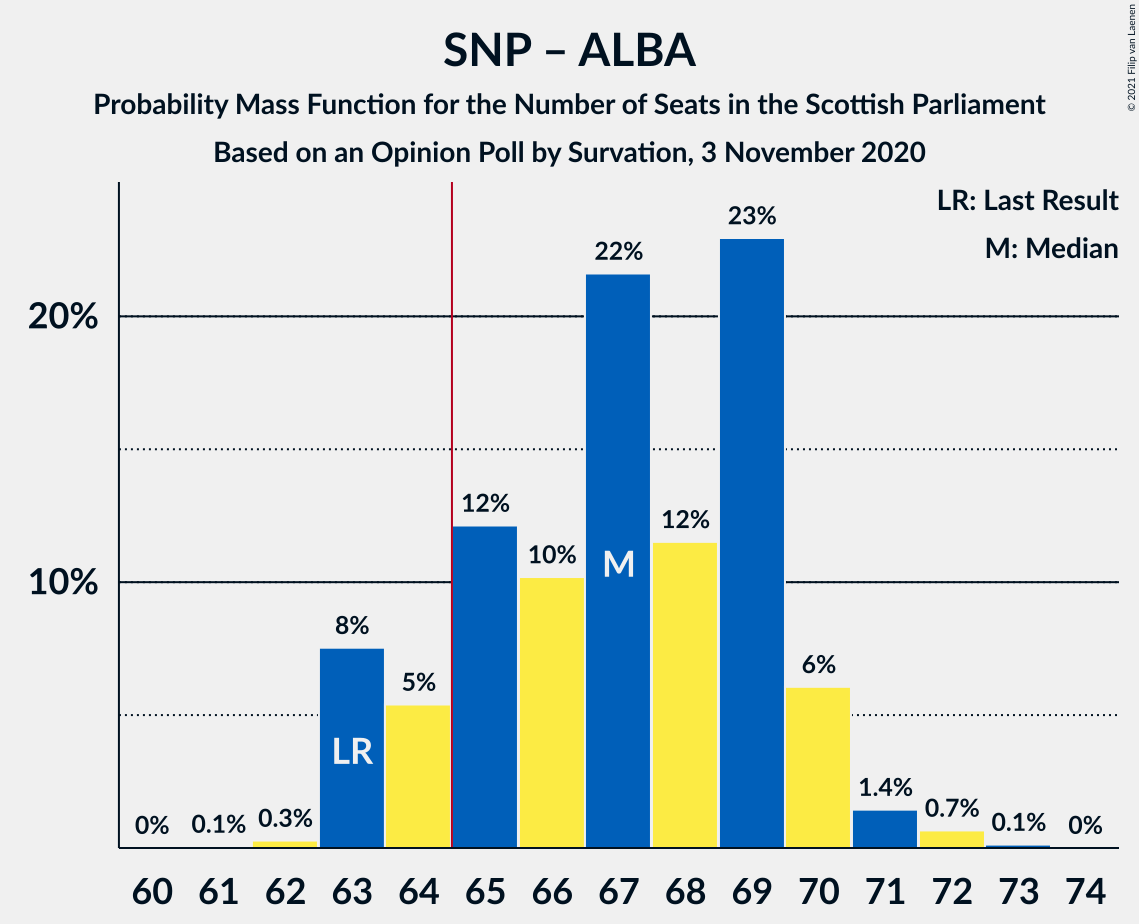 SNP – ALBA
Probability Mass Function for the Number of Seats in the Scottish Parliament
Based on an Opinion Poll by Survation, 3 November 2020
© 2021 Filip van Laenen
LR: Last Result
M: Median
20%
10%
0%
0.1%
0.3%
8%
5%
12%
10%
22%
12%
23%
6%
1.4%
0.7%
0.1%
0%
LR
M
60 61 62 63 64 65 66 67 68 69 70 71 72 73 74